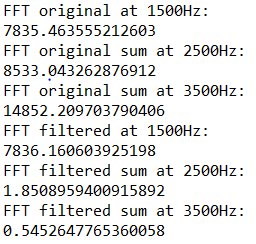 FFT original at 1500Hz:
7835.463555212603
FFT original sum at 2500Hz:
8533.043262876912
FFT original sum at 3500Hz:
14852.209703790406
FFT filtered at 1500Hz:
7836.160603925198
FFT filtered sum at 2500Hz:
1.8508959400915892
FFT filtered sum at 3500Hz:
0.5452647765360058